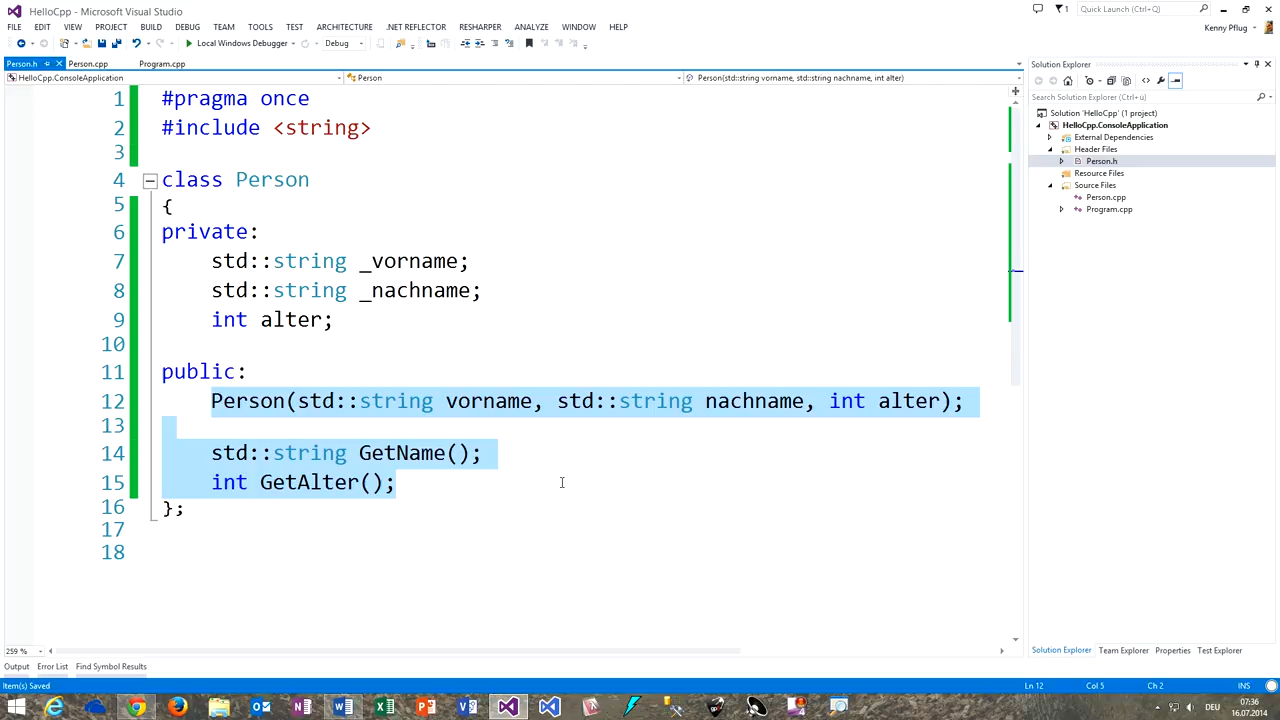 HelloCpp - Microsoft Visual Studio
Quick Launch (Ctrl+Ü)
FILE EDIT VIEW PROJECT BUILD DEBUG TEAM TOOLS TEST ARCHITECTURE .NET REFLECTOR RESHARPER ANALYZE WINDOW HELP
Kenny Pflug
Local Windows Debugger Debug
Person.h Person.cpp Program.cpp
HelloCpp.ConsoleApplication Person Person(std::string vorname, std::string nachname, int alter)
1 #pragma once
2 #include <string>
3
4 class Person
5 {
6 private:
7 std::string _vorname;
8 std::string _nachname;
9 int alter;
10
11 public:
12 Person(std::string vorname, std::string nachname, int alter);
13
14 std::string GetName();
15 int GetAlter();
16 };
17
18
259 %
Solution Explorer
Search Solution Explorer (Ctrl+ü)
Solution 'HelloCpp' (1 project)
HelloCpp.ConsoleApplication
External Dependencies
Header Files
Person.h
Resource Files
Source Files
Person.cpp
Program.cpp
Solution Explorer Team Explorer Properties Test Explorer
Output Error List Find Symbol Results
Item(s) Saved Ln 12 Col 5 Ch 2 INS
DEU 07:36
16.07.2014